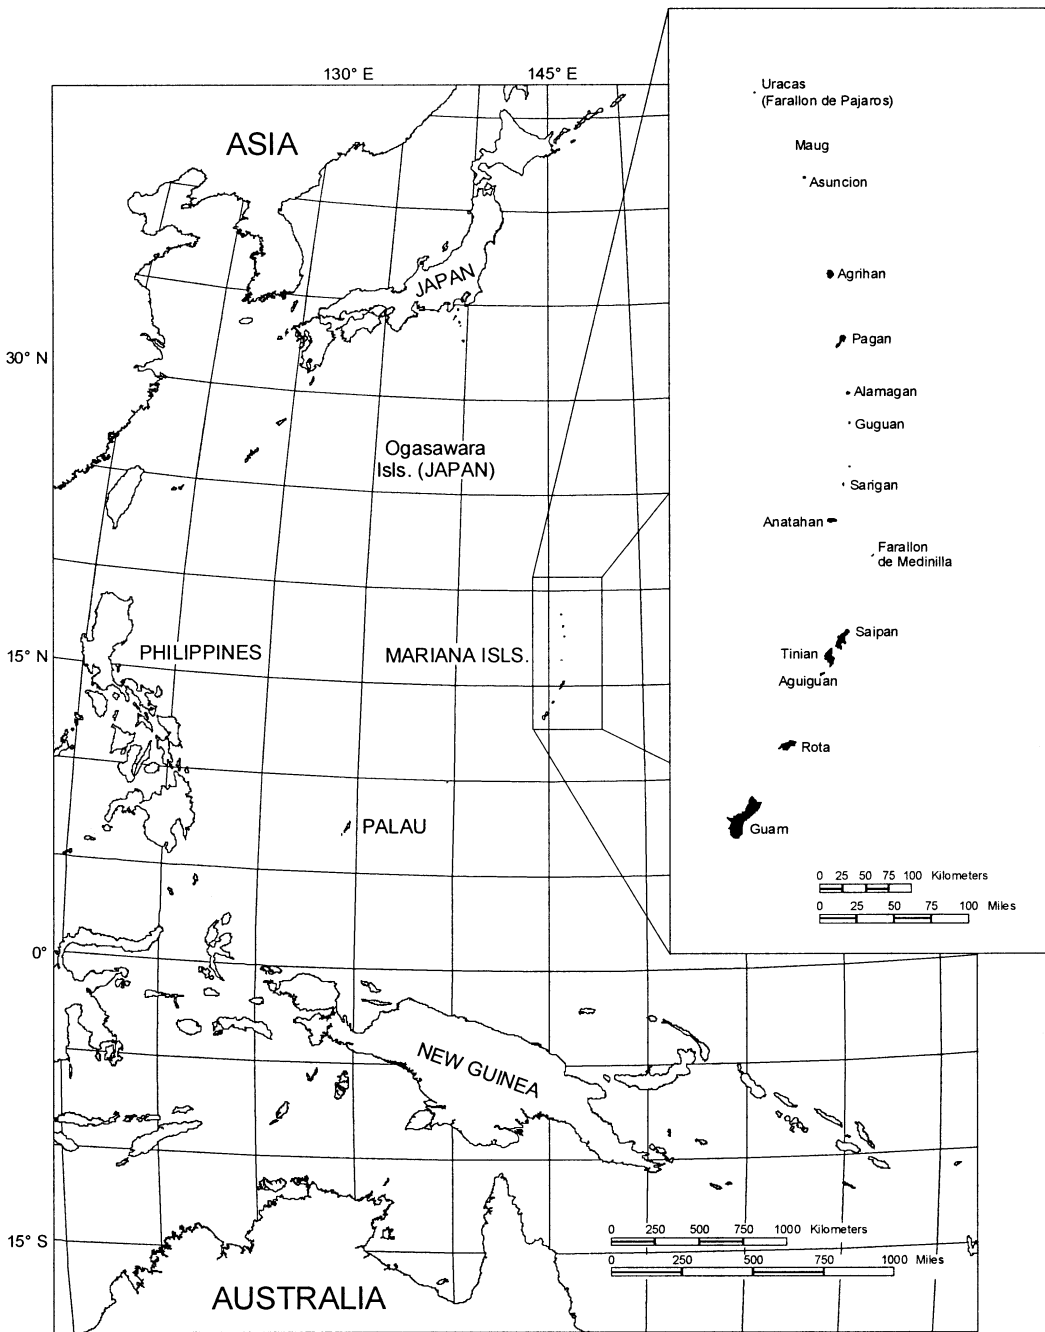 130° E
145° E
Uracas
(Farallon de Pajaros)
ASIA
Maug
Asuncion
JAPAN
Agrihan
Pagan
30° N
Alamagan
Guguan
Ogasawara
Isls. (JAPAN)
Sarigan
Anatahan
Farallon
de Medinilla
Saipan
PHILIPPINES
MARIANA ISLS.
Tinian
15° N
Aguiguan
Rota
PALAU
Guam
0 25 50 75 100 Kilometers
0 25 50 75 100 Miles
0°
NEW GUINEA
0 250 500 750 1000 Kilometers
15° S
0 250 500 750 1000 Miles
AUSTRALIA